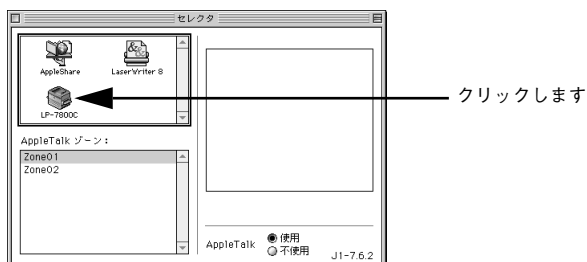 セレクタ
AppleShare
LaserWriter 8
LP-7800C
クリックします
AppleTalk ゾーン：
Zone01
Zone02
AppleTalk
使用
不使用
J1-7.6.2